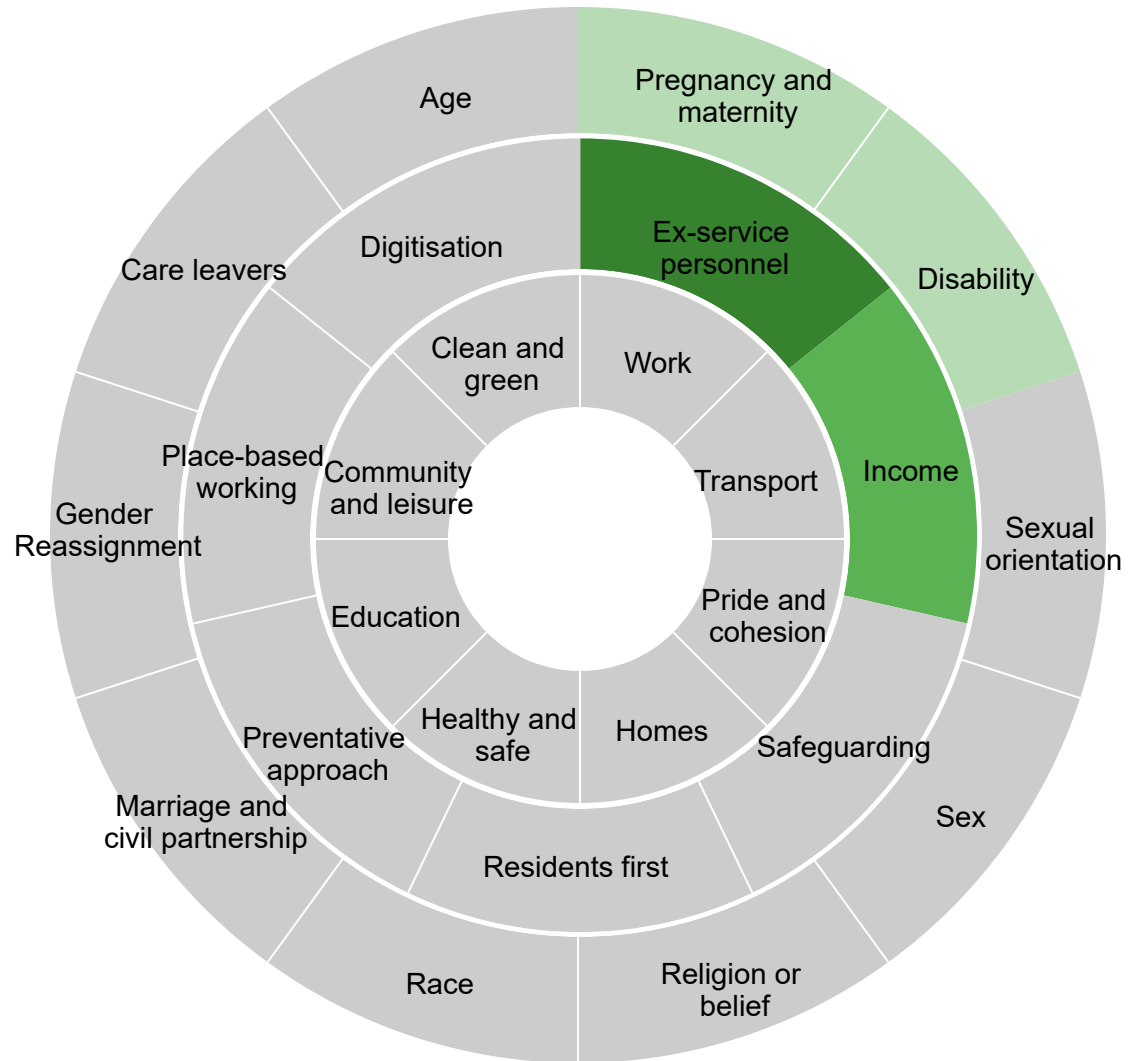 Pregnancy and
maternity
Disability
Sexual
orientation
Sex
Religion or
belief
Race
Marriage and
civil partnership
Gender
Reassignment
Care leavers
Age
Ex-service
personnel
Income
Safeguarding
Residents first
Preventative
approach
Place-based
working
Digitisation
Work
Transport
Pride and
cohesion
Homes
Healthy and
safe
Education
Community
and leisure
Clean and
green